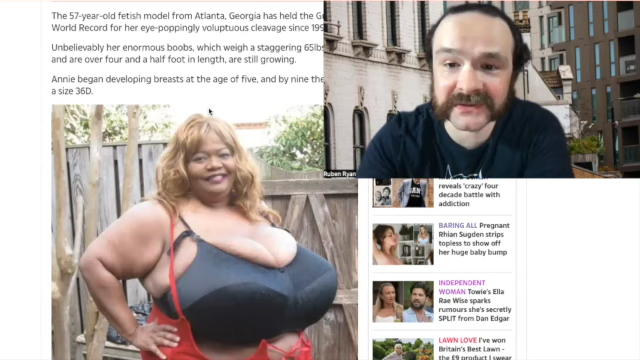 The 57-year-old fetish model from Atlanta, Georgia has held the G
World Record for her eye-poppingly voluptuous cleavage since 199
Unbelievably her enormous boobs, which weigh a staggering 65lbs
and are over four and a half foot in length, are still growing.
Annie began developing breasts at the age of five, and by nine the
a size 36D.
Ruben Ryan
reveals 'crazy' four
decade battle with
addiction
BARING ALL Pregnant
Rhian Sugden strips
topless to show off
her huge baby bump
INDEPENDENT
WOMAN Towie's Ella
Rae Wise sparks
rumours she's secretly
SPLIT from Dan Edgar
LAWN LOVE I've won
Britain's Best Lawn -
the £9 product I swear